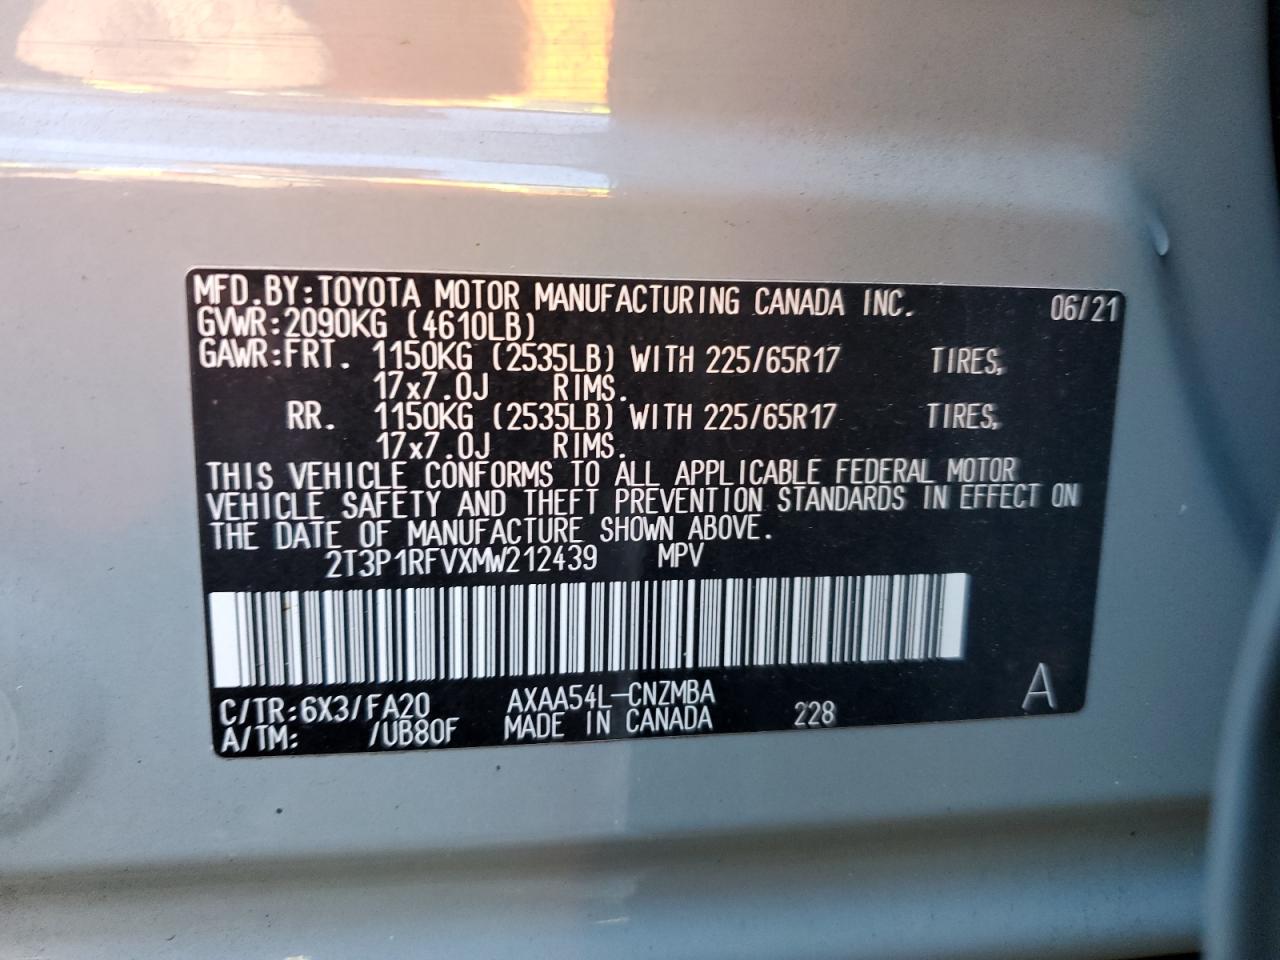 MFD.BY:TOYOTA MOTOR MANUFACTURING CANADA INC. 06/21
GVWR:2090KG (4610LB)
GAWR:FRT. 1150KG (2535LB) WITH 225/65R17 TIRES,
17x7.0J RIMS.
RR. 1150KG (2535LB) WITH 225/65R17 TIRES,
17x7.0J RIMS.
THIS VEHICLE CONFORMS TO ALL APPLICABLE FEDERAL MOTOR
VEHICLE SAFETY AND THEFT PREVENTION STANDARDS IN EFFECT ON
THE DATE OF MANUFACTURE SHOWN ABOVE.
2T3P1RFVXMW212439 MPV
C/TR:6X3/FA20 AXAA54L-CNZMBA A
A/TM: /UB80F MADE IN CANADA 228